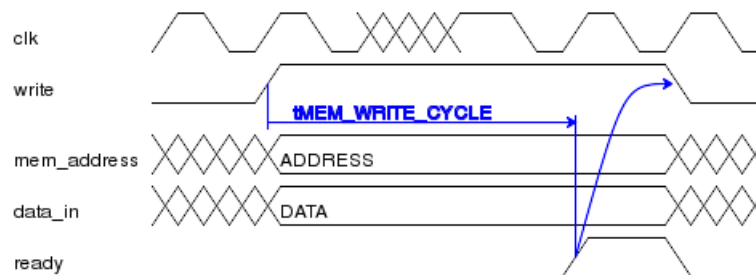 clk
write
tMEM_WRITE_CYCLE
mem_address
ADDRESS
data_in
DATA
ready